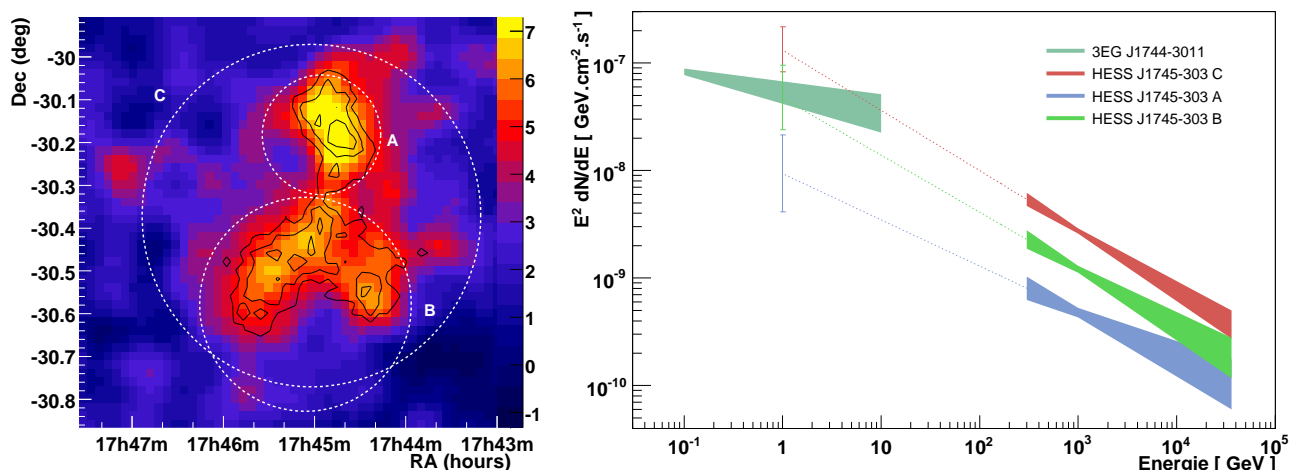 Dec (deg)
-30
-30.1
-30.2
-30.3
-30.4
-30.5
-30.6
-30.7
-30.8
C
A
B
7
6
5
4
3
2
1
0
-1
17h47m 17h46m 17h45m 17h44m 17h43m
RA (hours)
E² dN/dE [ GeV.cm⁻².s⁻¹ ]
10⁻⁷
10⁻⁸
10⁻⁹
10⁻¹⁰
3EG J1744-3011
HESS J1745-303 C
HESS J1745-303 A
HESS J1745-303 B
10⁻¹ 1 10 10² 10³ 10⁴ 10⁵
Energie [ GeV]